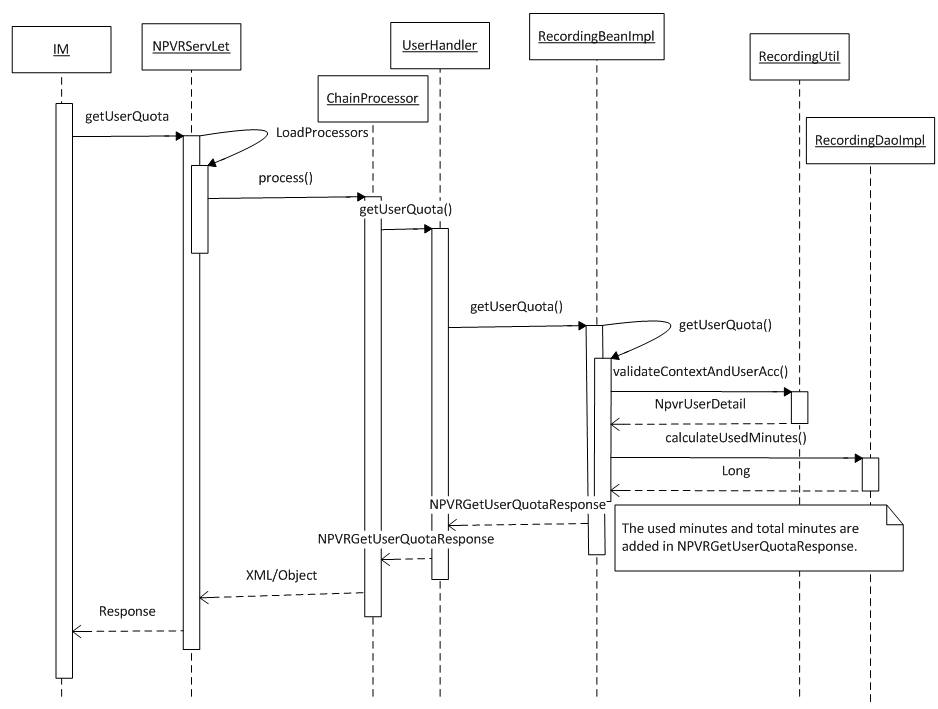 IM
NPVRServLet
UserHandler
RecordingBeanImpl
RecordingUtil
ChainProcessor
RecordingDaoImpl
getUserQuota
LoadProcessors
process()
getUserQuota()
getUserQuota()
getUserQuota()
validateContextAndUserAcc()
NpvrUserDetail
calculateUsedMinutes()
Long
NPVRGetUserQuotaResponse
The used minutes and total minutes are
added in NPVRGetUserQuotaResponse.
NPVRGetUserQuotaResponse
XML/Object
Response